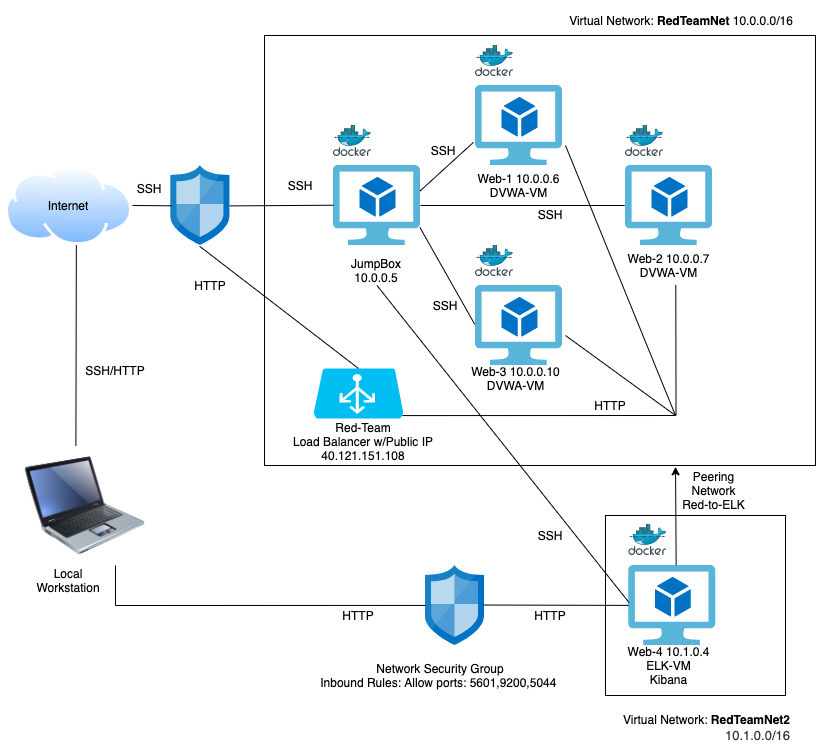 Virtual Network: RedTeamNet 10.0.0.0/16
docker
docker
docker
SSH
Web-1 10.0.0.6
DVWA-VM
SSH
SSH
Internet
SSH
Web-2 10.0.0.7
DVWA-VM
docker
JumpBox
10.0.0.5
HTTP
SSH
Web-3 10.0.0.10
DVWA-VM
SSH/HTTP
HTTP
Red-Team
Load Balancer w/Public IP
40.121.151.108
Peering
Network
Red-to-ELK
SSH
docker
Local
Workstation
HTTP
HTTP
Web-4 10.1.0.4
ELK-VM
Kibana
Network Security Group
Inbound Rules: Allow ports: 5601,9200,5044
Virtual Network: RedTeamNet2
10.1.0.0/16